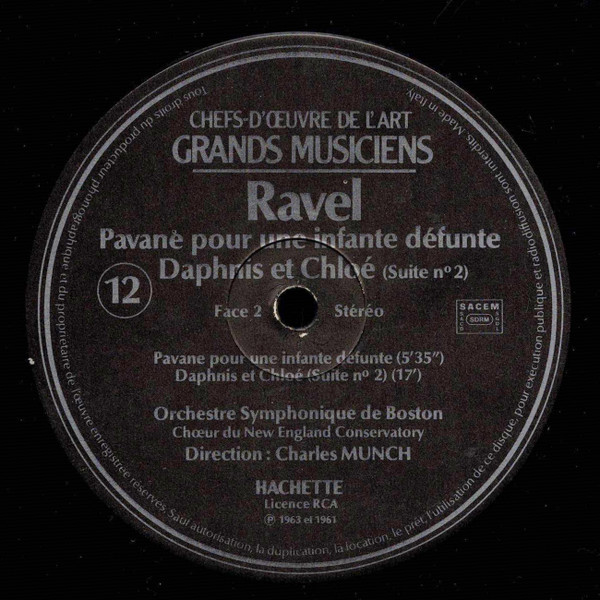 CHEFS-D'ŒUVRE DE L'ART
GRANDS MUSICIENS
Ravel
Pavane pour une infante défunte
Daphnis et Chloé (Suite nº 2)
12
Face 2
Stéréo
SACEM
SDRM
Pavane pour une infante défunte (5'35")
Daphnis et Chloé (Suite nº 2) (17')
Orchestre Symphonique de Boston
Chœur du New England Conservatory
Direction : Charles MUNCH
HACHETTE
Licence RCA
℗ 1963 et 1961
Tous droits du producteur phonographique et du propriétaire de l'œuvre enregistrée réservés. Sauf autorisation, la duplication, la location, le prêt, l'utilisation de ce disque, pour exécution publique et radiodiffusion sont interdits. Made in Italy